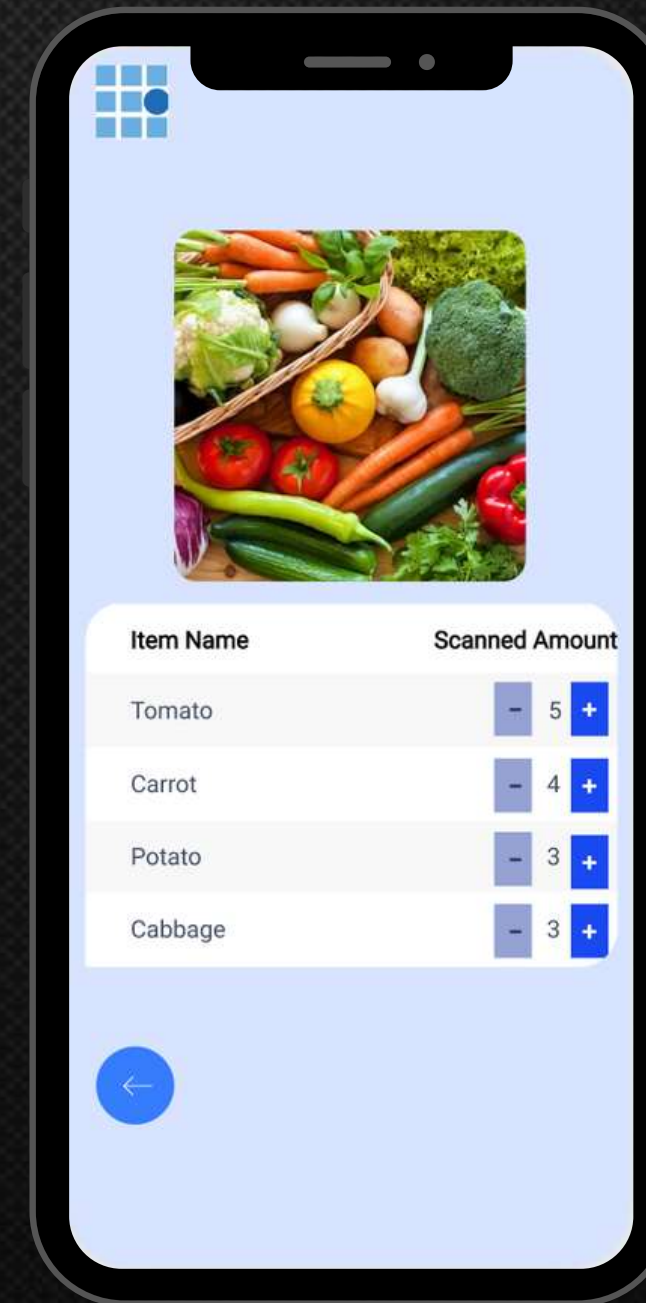 Item Name Scanned Amount
Tomato - 5 +
Carrot - 4 +
Potato - 3 +
Cabbage - 3 +